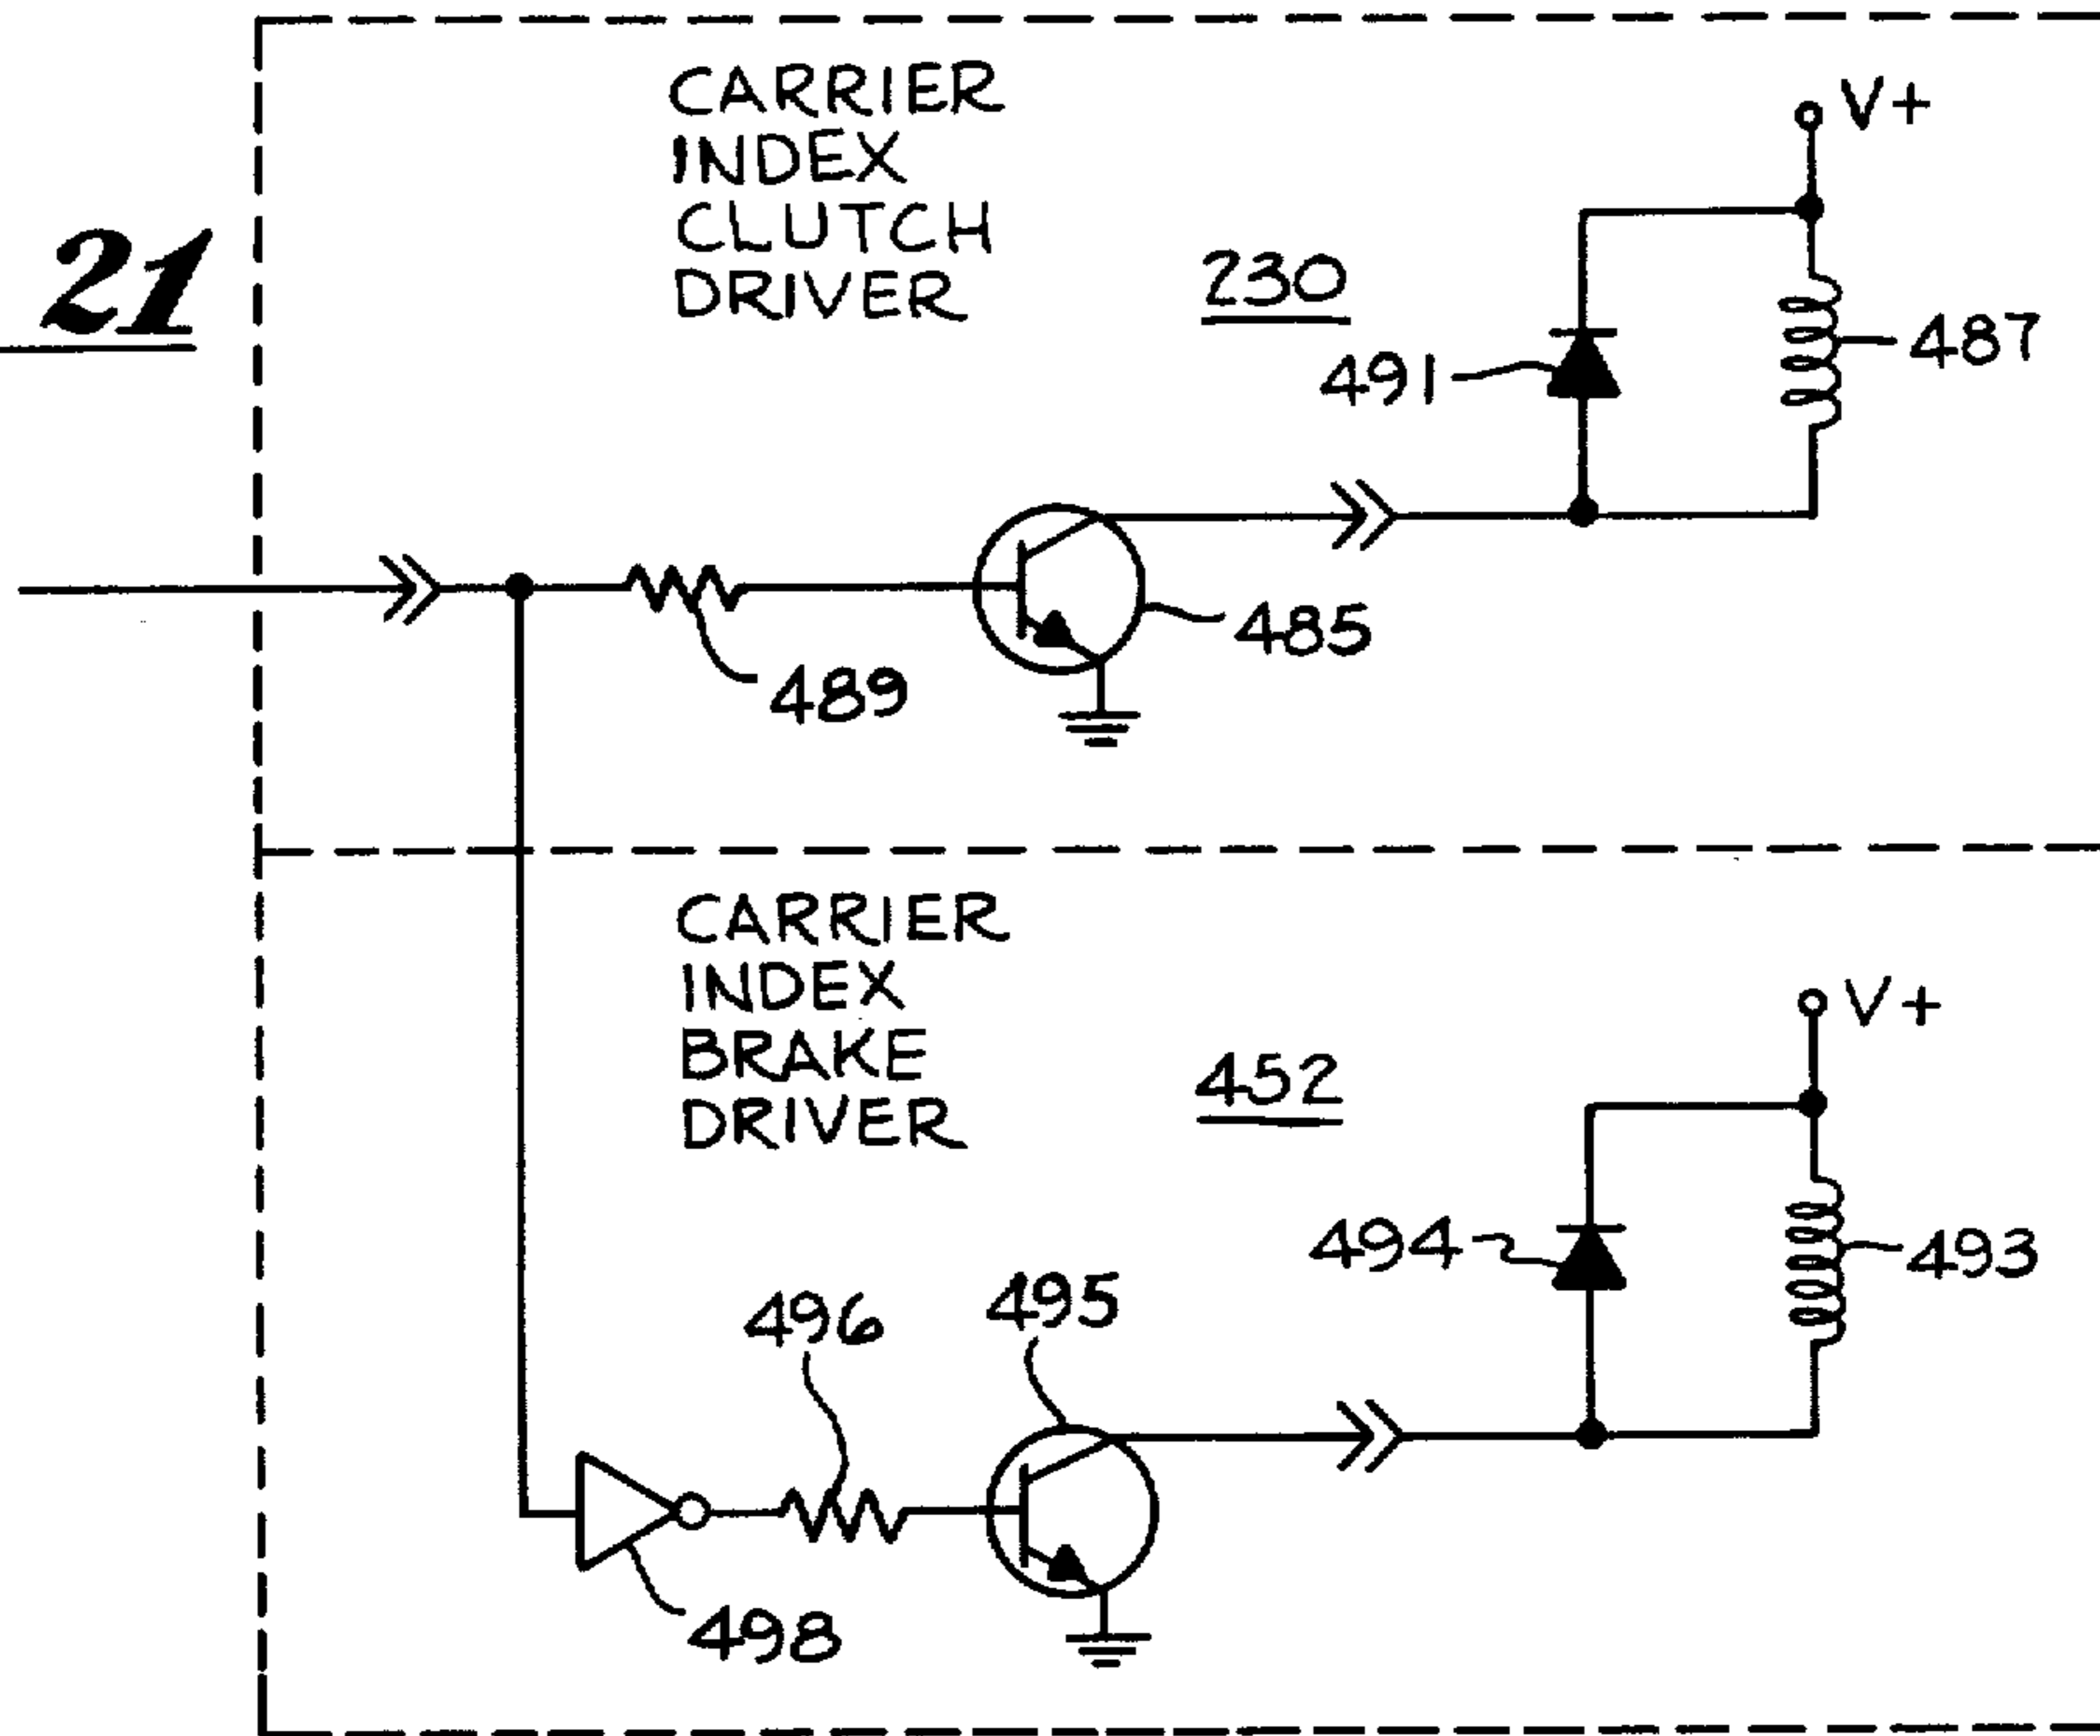 21
CARRIER
INDEX
CLUTCH
DRIVER
230
V+
491
487
489
485
CARRIER
INDEX
BRAKE
DRIVER
452
V+
494
493
496
495
498